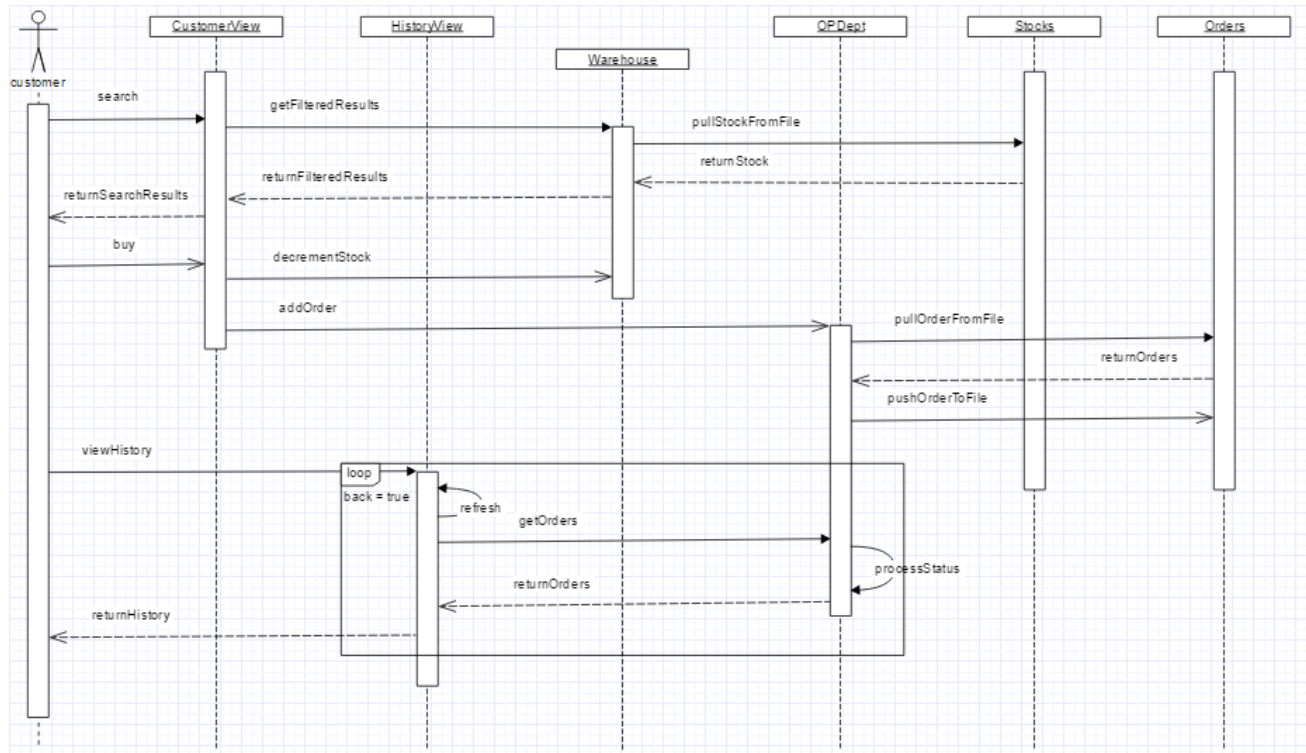 CustomerView
HistoryView
OPDept
Stocks
Orders
Warehouse
customer
search
getFilteredResults
pullStockFromFile
returnStock
returnFilteredResults
returnSearchResults
buy
decrementStock
addOrder
pullOrderFromFile
returnOrders
pushOrderToFile
viewHistory
loop
back = true
refresh
getOrders
processStatus
returnOrders
returnHistory